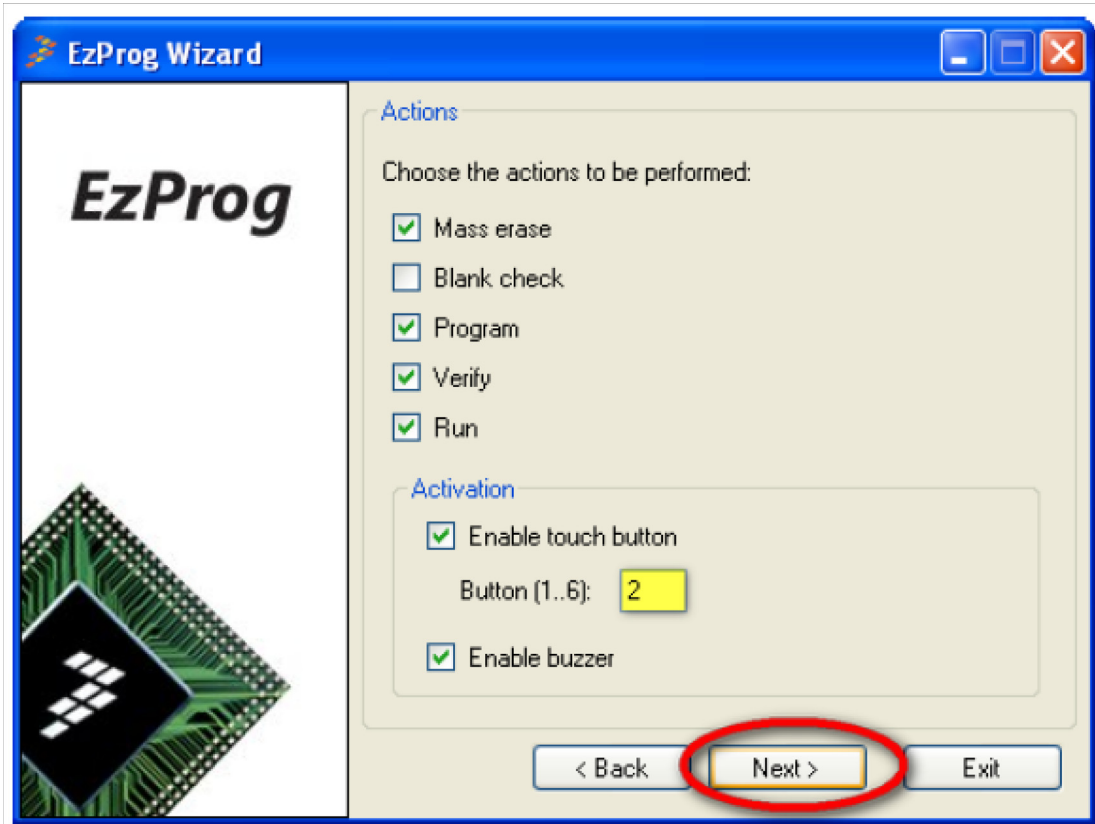 EzProg Wizard
EzProg
Actions
Choose the actions to be performed:
Mass erase
Blank check
Program
Verify
Run
Activation
Enable touch button
Button (1..6): 2
Enable buzzer
< Back Next > Exit